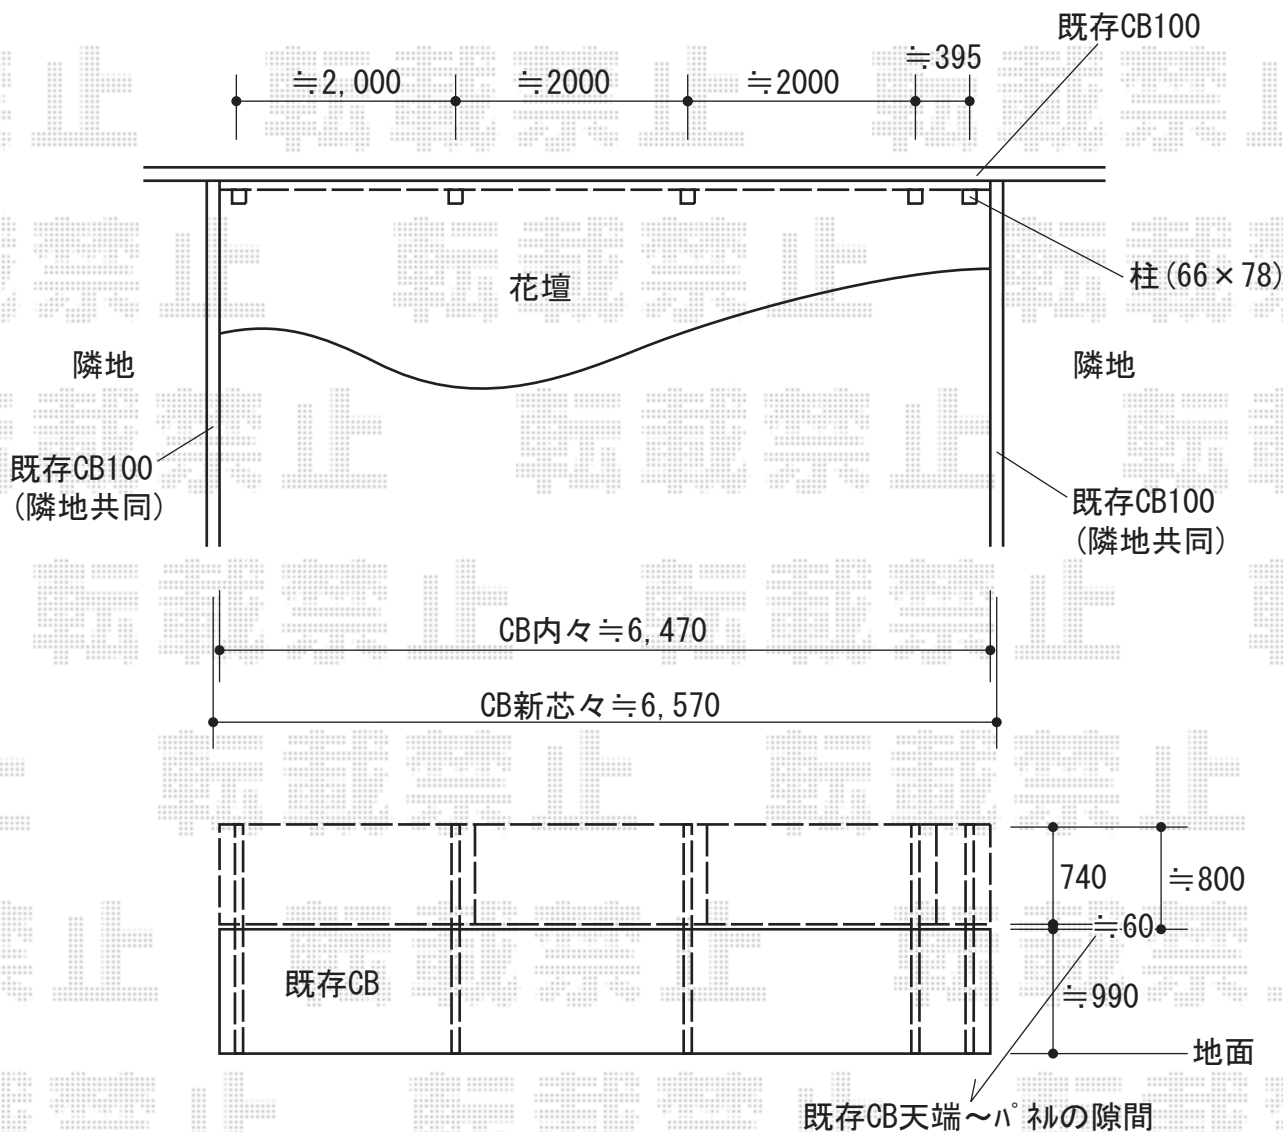 既存CB100
≒395
≒2,000
≒2000
≒2000
柱(66×78)
花壇
隣地
隣地
既存CB100
(隣地共同)
既存CB100
(隣地共同)
CB内々≒6,470
CB新芯々≒6,570
740
≒800
≒60
既存CB
≒990
地面
既存CB天端～パネルの隙間
転載禁止